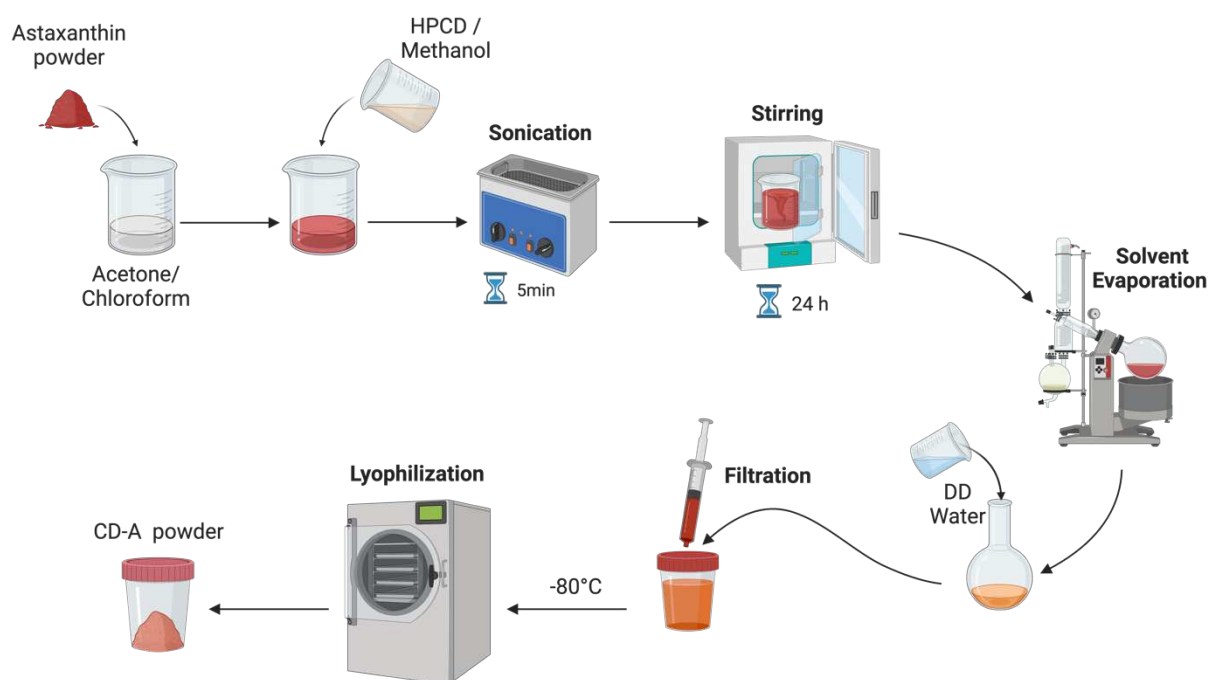 Astaxanthin
powder
HPCD /
Methanol
Acetone/
Chloroform
Sonication
5min
Stirring
24 h
Solvent
Evaporation
DD
Water
Filtration
-80°C
Lyophilization
CD-A powder